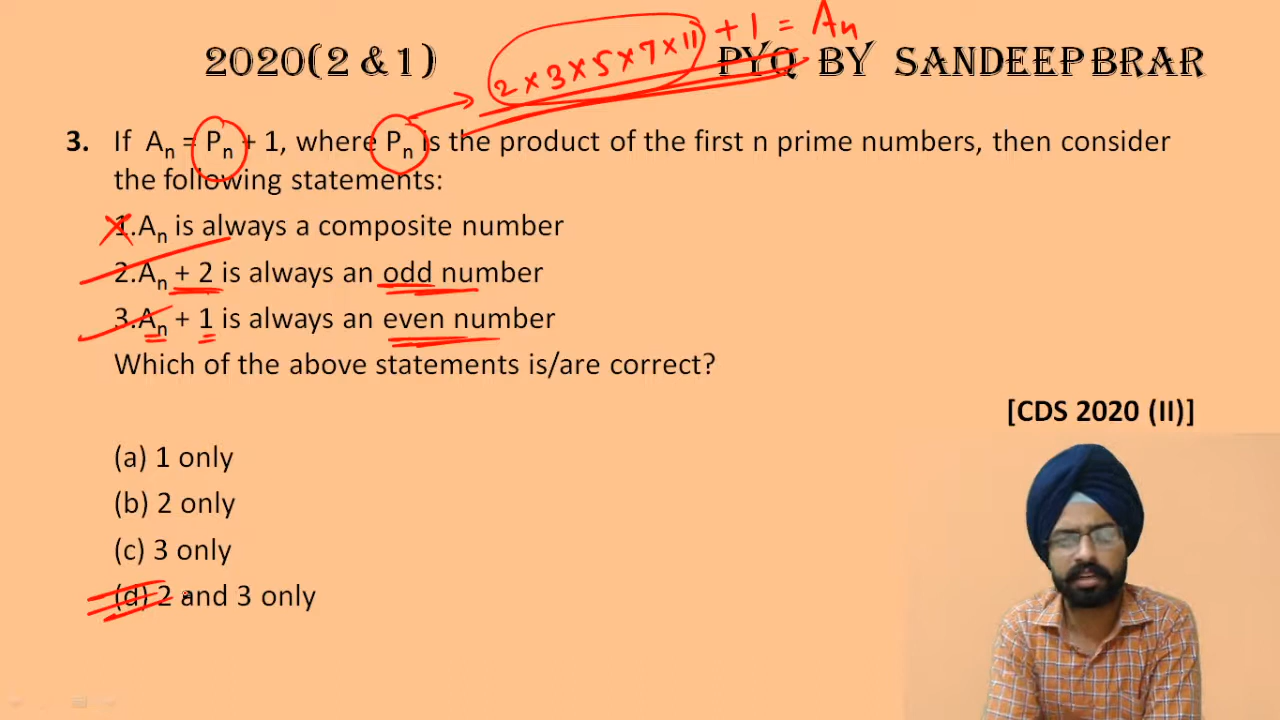 2 × 3 × 5 × 7 × 11) + 1 = An
2020(2 & 1) PYQ BY SANDEEP BRAR
3. If An = Pn + 1, where Pn is the product of the first n prime numbers, then consider
the following statements:
1.An is always a composite number
2.An + 2 is always an odd number
3.An + 1 is always an even number
Which of the above statements is/are correct?
[CDS 2020 (II)]
(a) 1 only
(b) 2 only
(c) 3 only
(d) 2 and 3 only